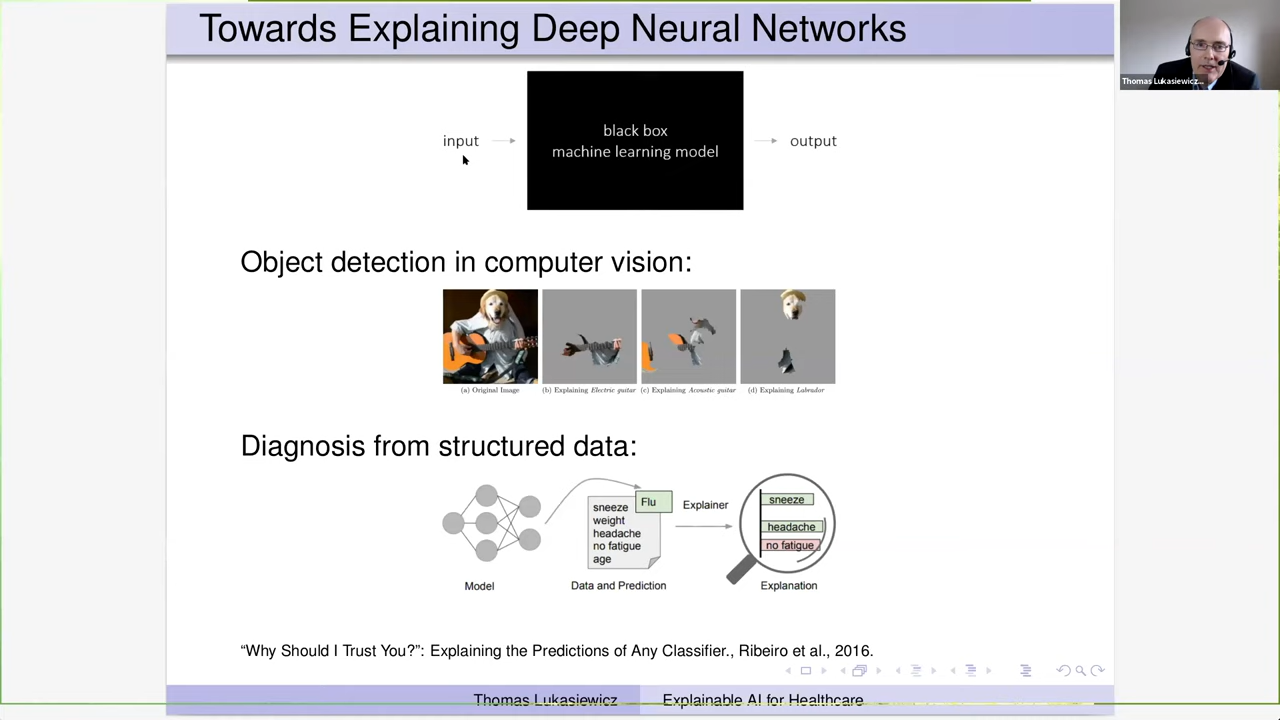 Towards Explaining Deep Neural Networks
Thomas Lukasiewicz...
input
black box
machine learning model
output
Object detection in computer vision:
(a) Original Image
(b) Explaining Electric guitar
(c) Explaining Acoustic guitar
(d) Explaining Labrador
Diagnosis from structured data:
Flu
sneeze
weight
headache
no fatigue
age
Explainer
sneeze
headache
no fatigue
Model
Data and Prediction
Explanation
“Why Should I Trust You?”: Explaining the Predictions of Any Classifier., Ribeiro et al., 2016.
Thomas Lukasiewicz
Explainable AI for Healthcare